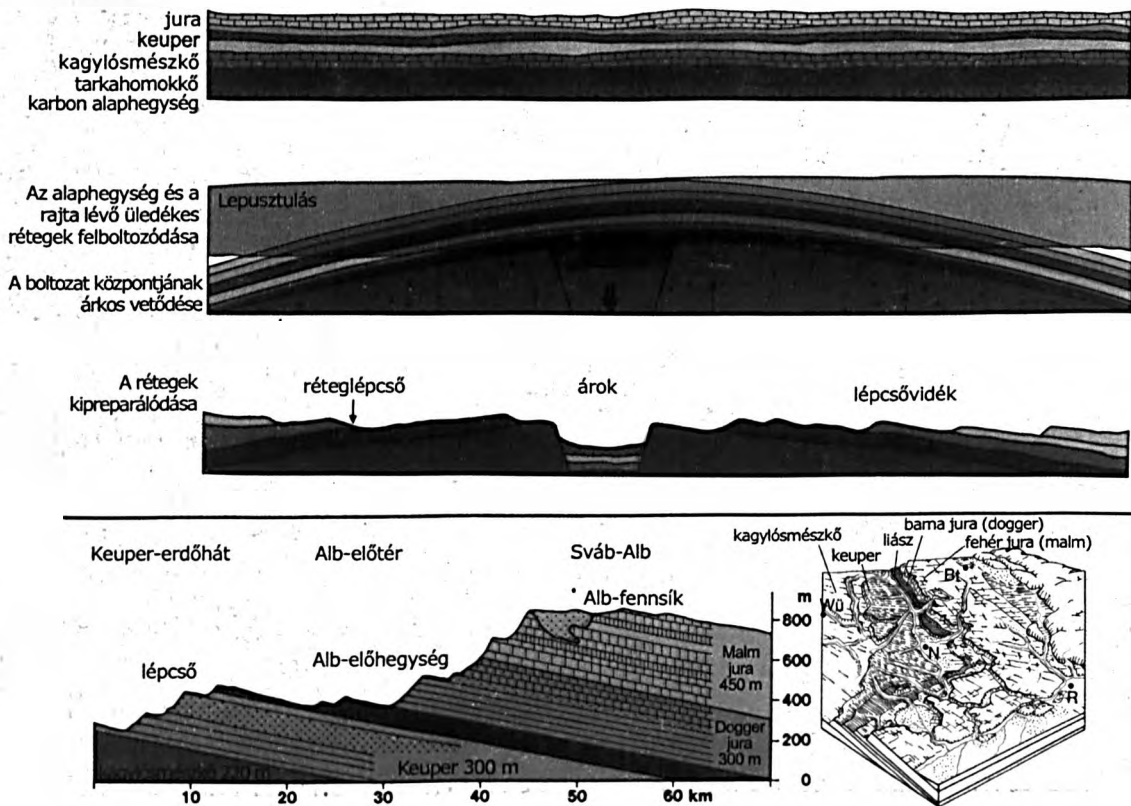 jura
keuper
kagylósmészkő
tarkahomokkő
karbon alaphegység
Az alaphegység és a
rajta lévő üledékes
rétegek felboltozódása
Lepusztulás
A boltozat központjának
árkos vetődése
A rétegek
kipreparálódása
réteglépcső
árok
lépcsővidék
Keuper-erdőhát
Alb-előtér
Sváb-Alb
Alb-fennsík
Alb-előhegység
lépcső
m
800
600
400
200
0
Malm
jura
450 m
Dogger
jura
300 m
Keuper 300 m
10 20 30 40 50 60 km
barna jura (dogger)
kagylósmészkő
liász
fehér jura (malm)
keuper
Bt
Wü
N
R